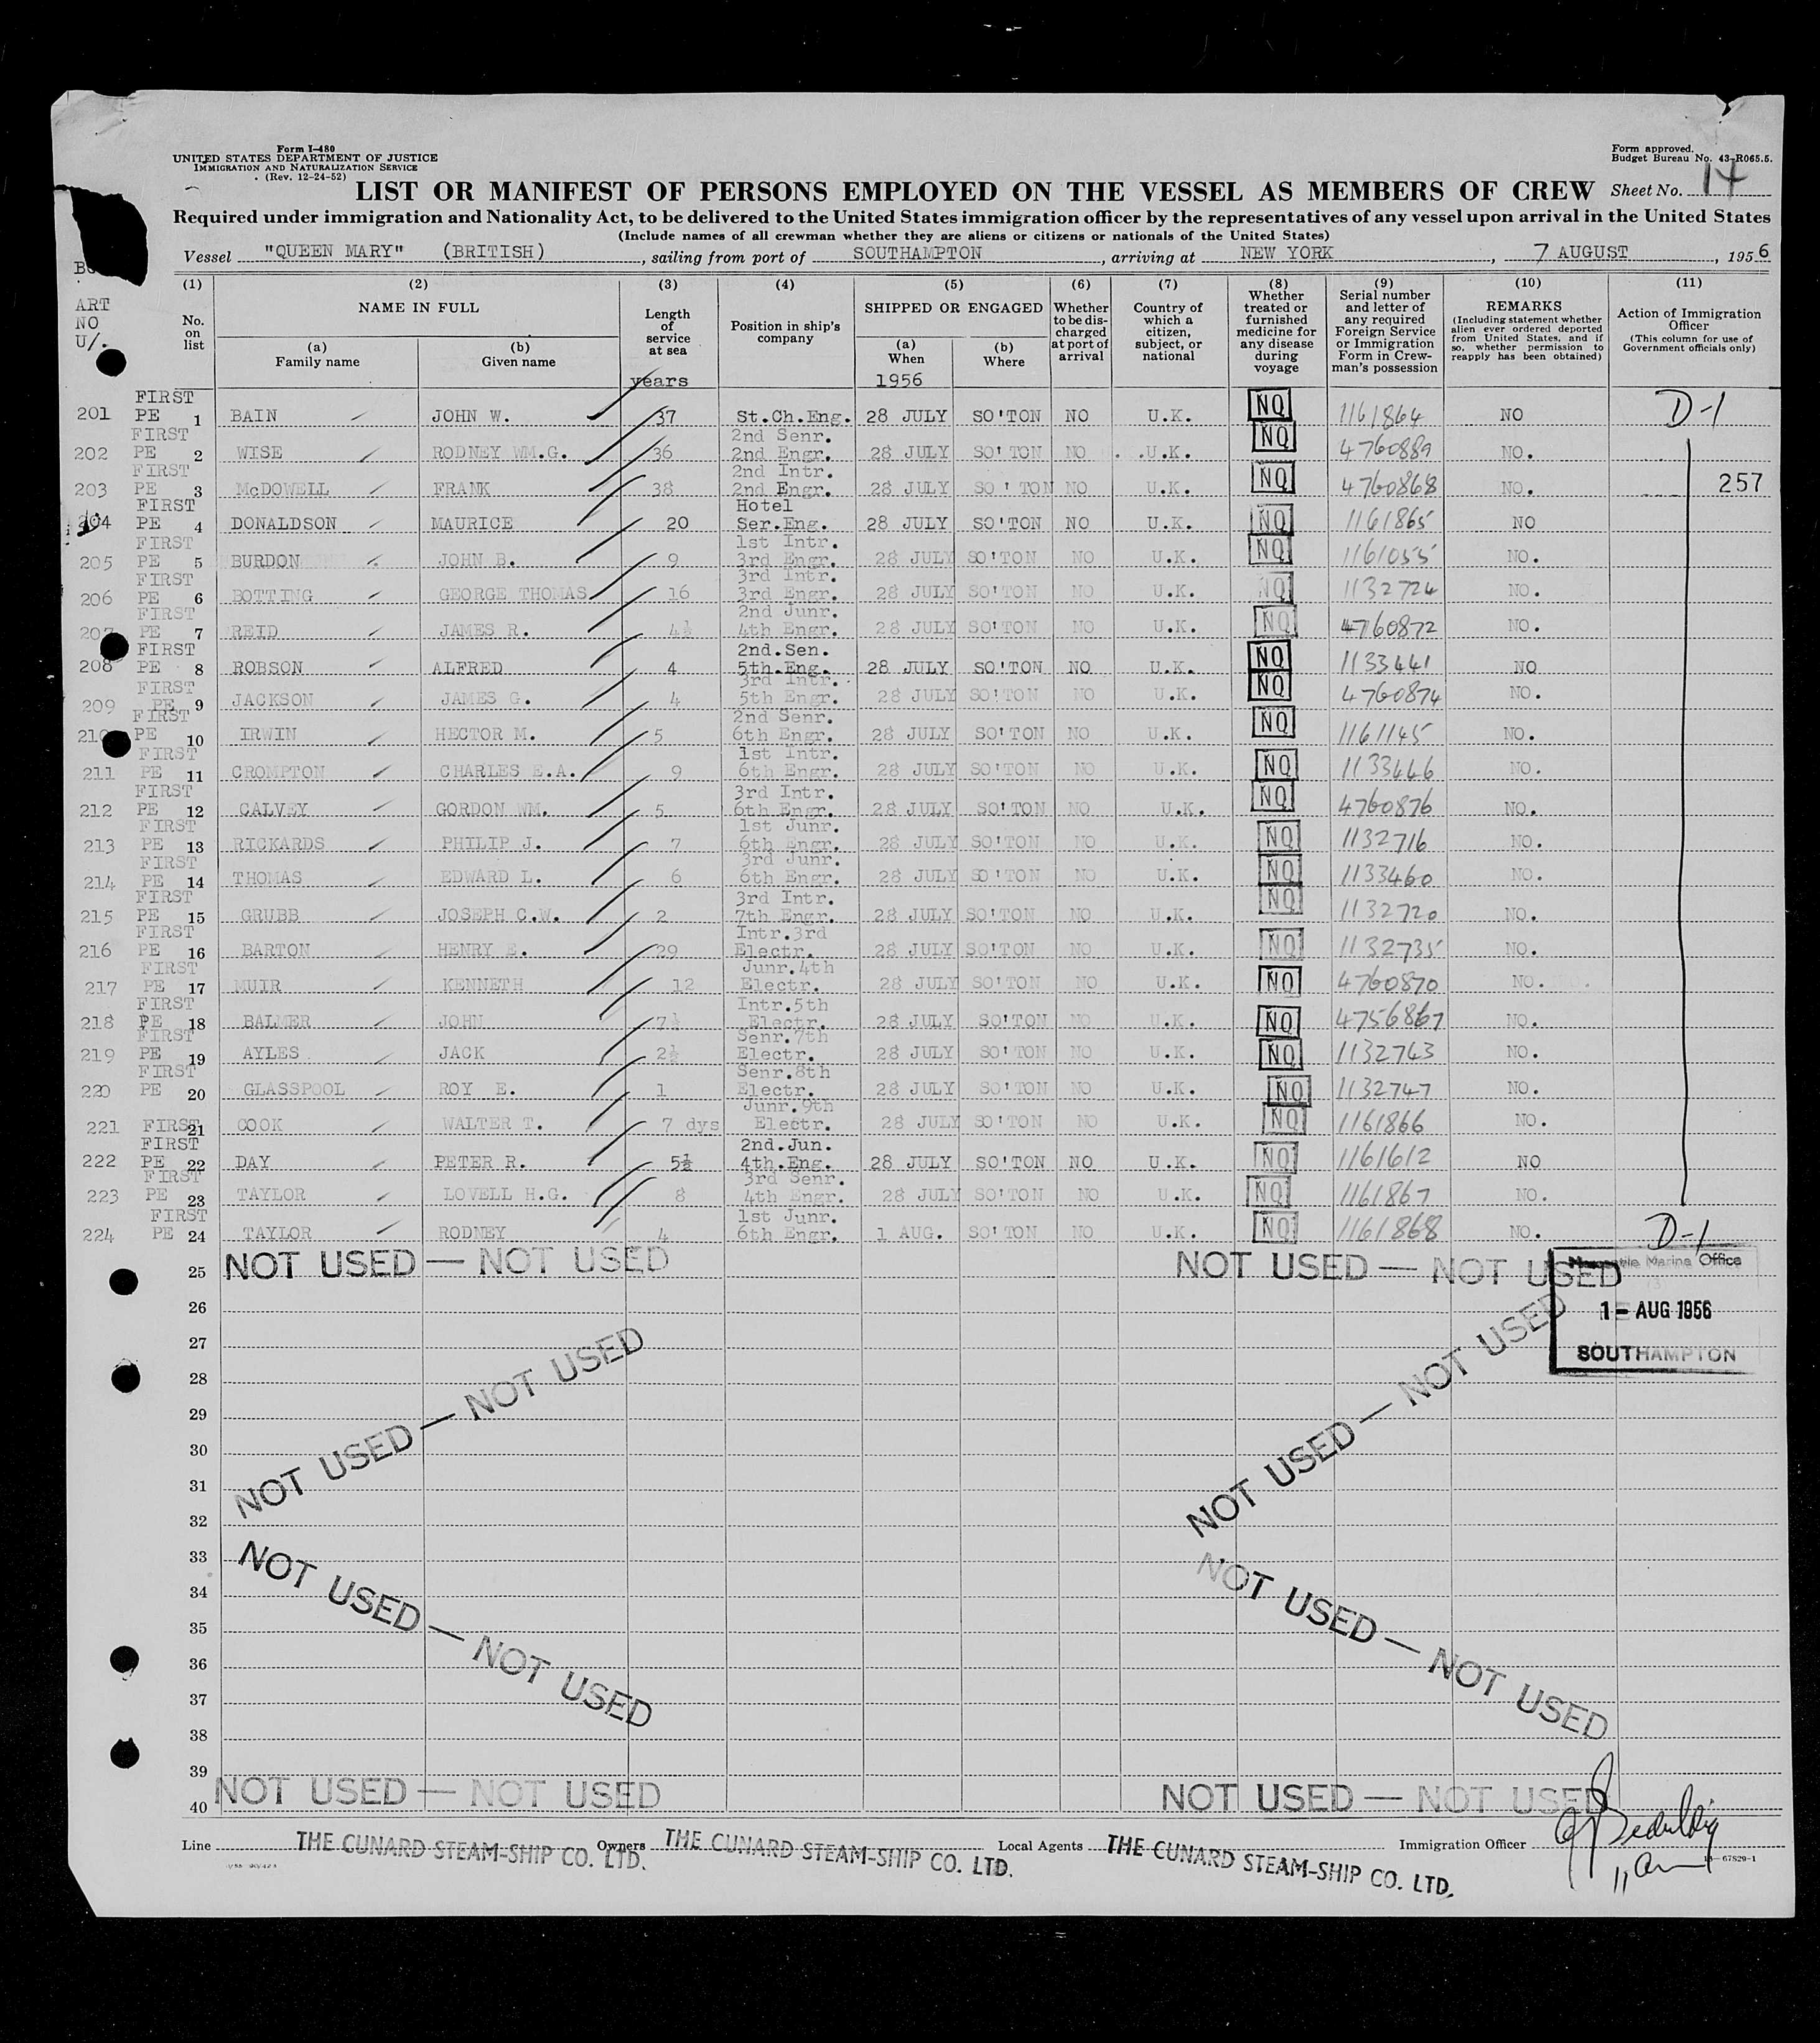 Form I-480
UNITED STATES DEPARTMENT OF JUSTICE
IMMIGRATION AND NATURALIZATION SERVICE
(Rev. 12-24-52)
Form approved.
Budget Bureau No. 43-R065.5.
LIST OR MANIFEST OF PERSONS EMPLOYED ON THE VESSEL AS MEMBERS OF CREW
Sheet No. 14
Required under immigration and Nationality Act, to be delivered to the United States immigration officer by the representatives of any vessel upon arrival in the United States
(Include names of all crewman whether they are aliens or citizens or nationals of the United States)
Vessel "QUEEN MARY" (BRITISH), sailing from port of SOUTHAMPTON, arriving at NEW YORK, 7 AUGUST, 1956
ART
NO
U/.
(1) (2) (3) (4) (5) (6) (7) (8) (9) (10) (11)
No. on list
NAME IN FULL
(a) Family name
(b) Given name
Length of service at sea
years
Position in ship's company
SHIPPED OR ENGAGED
(a) When
1956
(b) Where
Whether to be discharged at port of arrival
Country of which a citizen, subject, or national
Whether treated or furnished medicine for any disease during voyage
Serial number and letter of any required Foreign Service or Immigration Form in Crewman's possession
REMARKS
(Including statement whether alien ever ordered deported from United States, and if so, whether permission to reapply has been obtained)
Action of Immigration Officer
(This column for use of Government officials only)
201 FIRST PE 1 BAIN JOHN W. 37 St.Ch.Eng. 28 JULY SO'TON NO U.K. NO 1161864 NO D-1
202 FIRST PE 2 WISE RODNEY WM.G. 36 2nd Senr. 2nd Engr. 28 JULY SO'TON NO U.K. NO 4760889 NO.
203 FIRST PE 3 McDOWELL FRANK 38 2nd Intr. 2nd Engr. 28 JULY SO'TON NO U.K. NO 4760868 NO. 257
204 FIRST PE 4 DONALDSON MAURICE 20 Hotel Ser.Eng. 28 JULY SO'TON NO U.K. NO 1161865 NO
205 FIRST PE 5 BURDON JOHN B. 9 1st Intr. 3rd Engr. 28 JULY SO'TON NO U.K. NO 1161055 NO.
206 FIRST PE 6 BOTTING GEORGE THOMAS 16 3rd Intr. 3rd Engr. 28 JULY SO'TON NO U.K. NO 1132724 NO.
207 FIRST PE 7 REID JAMES R. 4½ 2nd Junr. 4th Engr. 28 JULY SO'TON NO U.K. NO 4760872 NO.
208 FIRST PE 8 ROBSON ALFRED 4 2nd.Sen. 5th.Eng. 28 JULY SO'TON NO U.K. NO 1133441 NO
209 FIRST PE 9 JACKSON JAMES G. 4 3rd Intr. 5th Engr. 28 JULY SO'TON NO U.K. NO 4760874 NO.
210 FIRST PE 10 IRWIN HECTOR M. 5 2nd Senr. 6th Engr. 28 JULY SO'TON NO U.K. NO 1161145 NO.
211 FIRST PE 11 CROMPTON CHARLES E.A. 9 1st Intr. 6th Engr. 28 JULY SO'TON NO U.K. NO 1133446 NO.
212 FIRST PE 12 CALVEY GORDON WM. 5 3rd Intr. 6th Engr. 28 JULY SO'TON NO U.K. NO 4760876 NO.
213 FIRST PE 13 RICKARDS PHILIP J. 7 1st Junr. 6th Engr. 28 JULY SO'TON NO U.K. NO 1132716 NO.
214 FIRST PE 14 THOMAS EDWARD L. 6 3rd Junr. 6th Engr. 28 JULY SO'TON NO U.K. NO 1133460 NO.
215 FIRST PE 15 GRUBB JOSEPH C.W. 2 3rd Intr. 7th Engr. 28 JULY SO'TON NO U.K. NO 1132720 NO.
216 FIRST PE 16 BARTON HENRY E. 29 Intr.3rd Electr. 28 JULY SO'TON NO U.K. NO 1132735 NO.
217 FIRST PE 17 MUIR KENNETH 12 Junr.4th Electr. 28 JULY SO'TON NO U.K. NO 4760870 NO.
218 FIRST PE 18 BALMER JOHN 7½ Intr.5th Electr. 28 JULY SO'TON NO U.K. NO 4756867 NO.
219 FIRST PE 19 AYLES JACK 2½ Senr.7th Electr. 28 JULY SO'TON NO U.K. NO 1132743 NO.
220 FIRST PE 20 GLASSPOOL ROY E. 1 Senr.8th Electr. 28 JULY SO'TON NO U.K. NO 1132747 NO.
221 FIRST 21 COOK WALTER T. 7 dys Junr.9th Electr. 28 JULY SO'TON NO U.K. NO 1161866 NO.
222 FIRST PE 22 DAY PETER R. 5½ 2nd.Jun. 4th.Eng. 28 JULY SO'TON NO U.K. NO 1161612 NO
223 FIRST PE 23 TAYLOR LOVELL H.G. 8 3rd Senr. 4th Engr. 28 JULY SO'TON NO U.K. NO 1161867 NO.
224 FIRST PE 24 TAYLOR RODNEY 4 1st Junr. 6th Engr. 1 AUG. SO'TON NO U.K. NO 1161868 NO. D-1
25 NOT USED — NOT USED NOT USED — NOT USED
Mercantile Marine Office
1 - AUG 1956
SOUTHAMPTON
26
27
28
29
30
NOT USED — NOT USED NOT USED — NOT USED
31
32
33
34
35
NOT USED — NOT USED NOT USED — NOT USED
36
37
38
39
40
NOT USED — NOT USED NOT USED — NOT USED
Line THE CUNARD STEAM-SHIP CO. LTD. Owners THE CUNARD STEAM-SHIP CO. LTD. Local Agents THE CUNARD STEAM-SHIP CO. LTD. Immigration Officer
16-67829-1